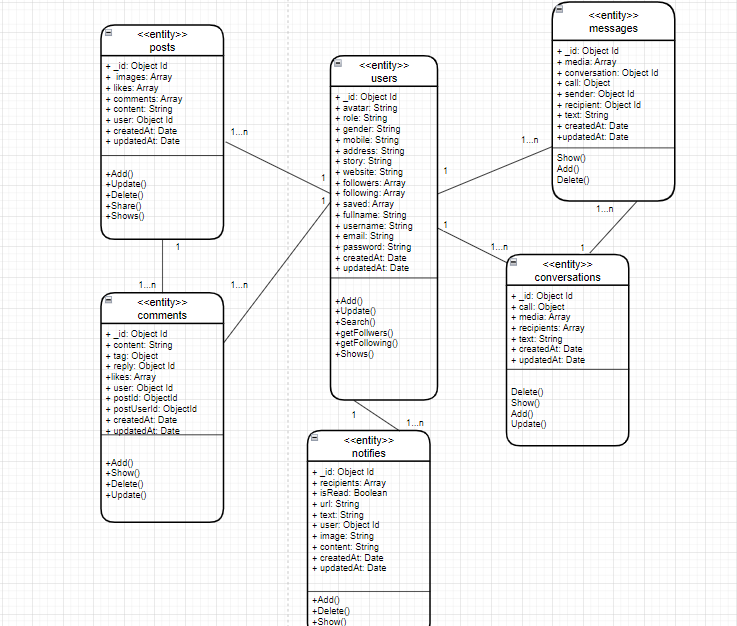 <<entity>>
posts
+ _id: Object Id
+ images: Array
+ likes: Array
+ comments: Array
+ content: String
+ user: Object Id
+ createdAt: Date
+ updatedAt: Date
+Add()
+Update()
+Delete()
+Share()
+Shows()
<<entity>>
users
+ _id: Object Id
+ avatar: String
+ role: String
+ gender: String
+ mobile: String
+ address: String
+ story: String
+ website: String
+ followers: Array
+ following: Array
+ saved: Array
+ fullname: String
+ username: String
+ email: String
+ password: String
+ createdAt: Date
+ updatedAt: Date
+Add()
+Update()
+Search()
+getFollwers()
+getFollowing()
+Shows()
<<entity>>
messages
+ _id: Object Id
+ media: Array
+ conversation: Object Id
+ call: Object
+ sender: Object Id
+ recipient: Object Id
+ text: String
+ createdAt: Date
+updatedAt: Date
Show()
Add()
Delete()
1...n
1
1
1...n
1...n
1
1
1...n
1...n
1
1
1...n
<<entity>>
conversations
+ _id: Object Id
+ call: Object
+ media: Array
+ recipients: Array
+ text: String
+ createdAt: Date
+ updatedAt: Date
Delete()
Show()
Add()
Update()
<<entity>>
comments
+ _id: Object Id
+ content: String
+ tag: Object
+ reply: Object Id
+likes: Array
+ user: Object Id
+ postId: ObjectId
+ postUserId: ObjectId
+ createdAt: Date
+ updatedAt: Date
+Add()
+Show()
+Delete()
+Update()
1
1...n
<<entity>>
notifies
+ _id: Object Id
+ recipients: Array
+ isRead: Boolean
+ url: String
+ text: String
+ user: Object Id
+ image: String
+ content: String
+ createdAt: Date
+ updatedAt: Date
+Add()
+Delete()
+Show()